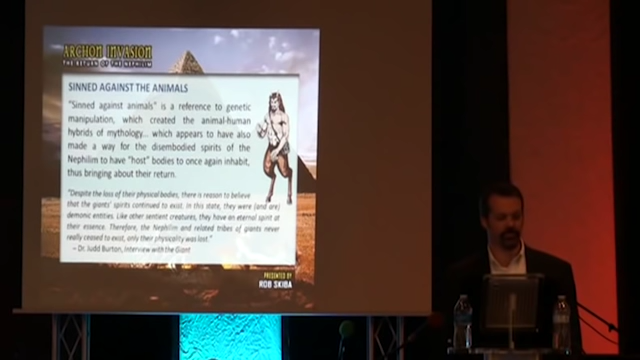 ARCHON INVASION
THE RETURN OF THE NEPHILIM
SINNED AGAINST THE ANIMALS
"Sinned against animals" is a reference to genetic
manipulation, which created the animal-human
hybrids of mythology... which appears to have also
made a way for the disembodied spirits of the
Nephilim to have "host" bodies to once again inhabit,
thus bringing about their return.
"Despite the loss of their physical bodies, there is reason to believe
that the giants' spirits continued to exist. In this state, they were (and are)
demonic entities. Like other sentient creatures, they have an eternal spirit at
their essence. Therefore, the Nephilim and related tribes of giants never
really ceased to exist, only their physicality was lost."
– Dr. Judd Burton, Interview with the Giant
PRESENTED BY
ROB SKIBA